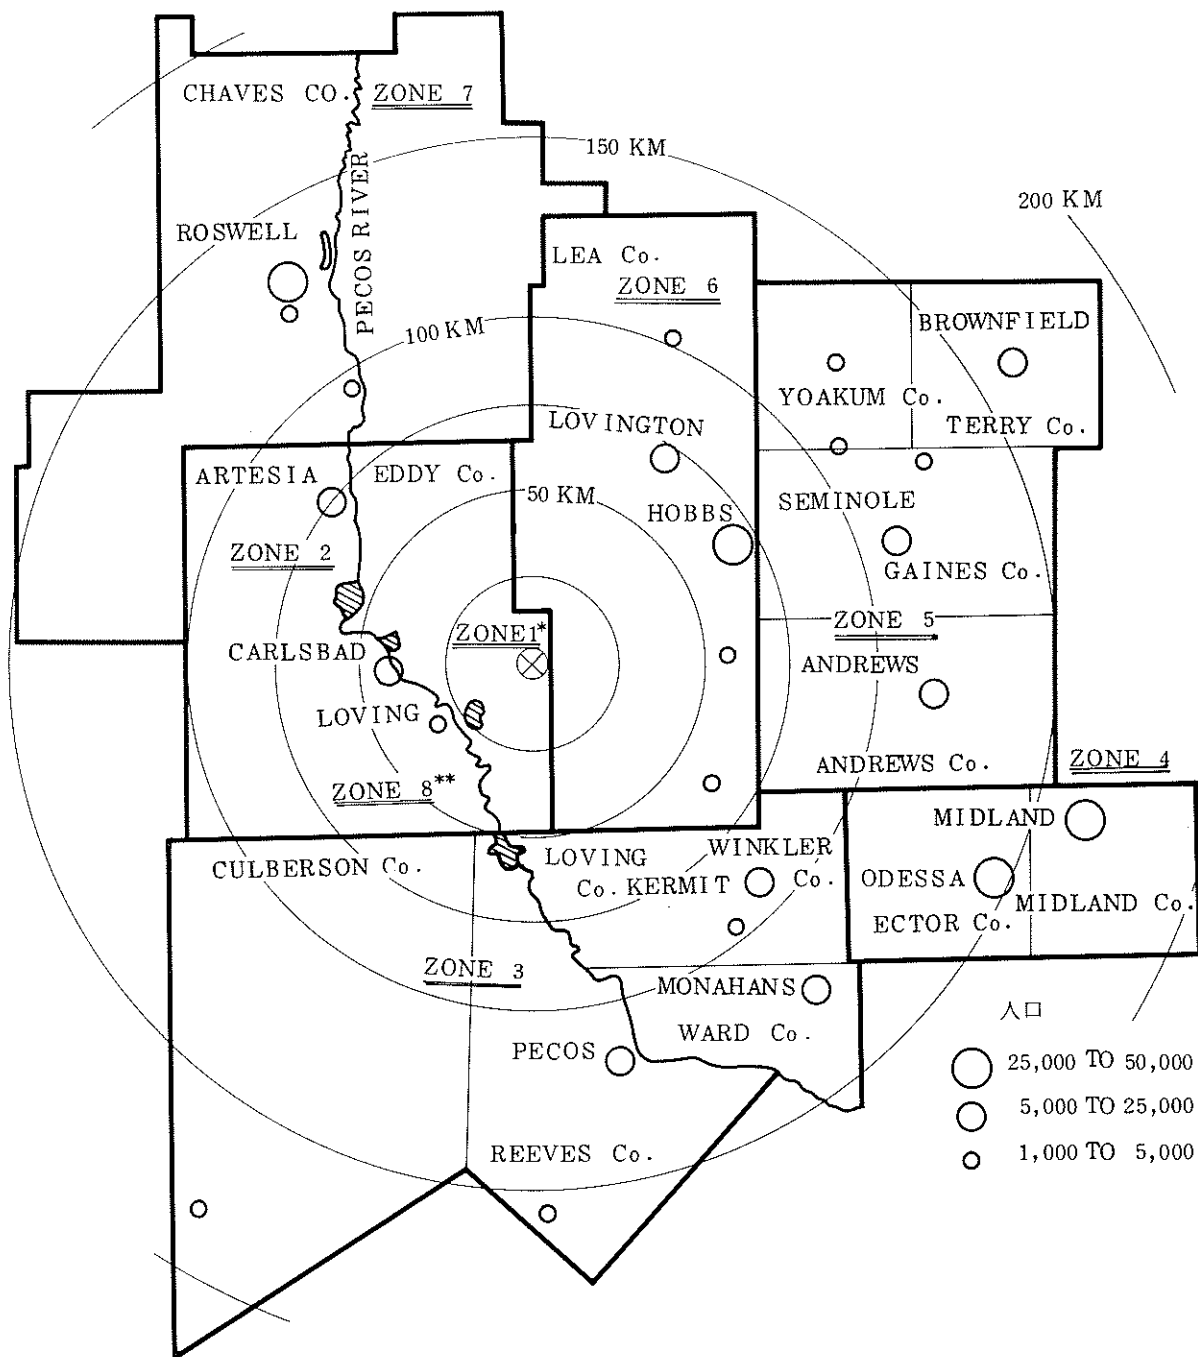 CHAVES CO. ZONE 7
150 KM
200 KM
PECOS RIVER
ROSWELL
LEA Co.
ZONE 6
100 KM
BROWNFIELD
YOAKUM Co.
TERRY Co.
LOVINGTON
ARTESIA
EDDY Co.
50 KM
HOBBS
SEMINOLE
ZONE 2
GAINES Co.
ZONE 5
ZONE1*
CARLSBAD
ANDREWS
LOVING
ANDREWS Co.
ZONE 4
ZONE 8**
MIDLAND
CULBERSON Co.
LOVING
Co.
WINKLER
Co.
KERMIT
ODESSA
ECTOR Co.
MIDLAND Co.
ZONE 3
MONAHANS
WARD Co.
PECOS
REEVES Co.
人口
25,000 TO 50,000
5,000 TO 25,000
1,000 TO 5,000